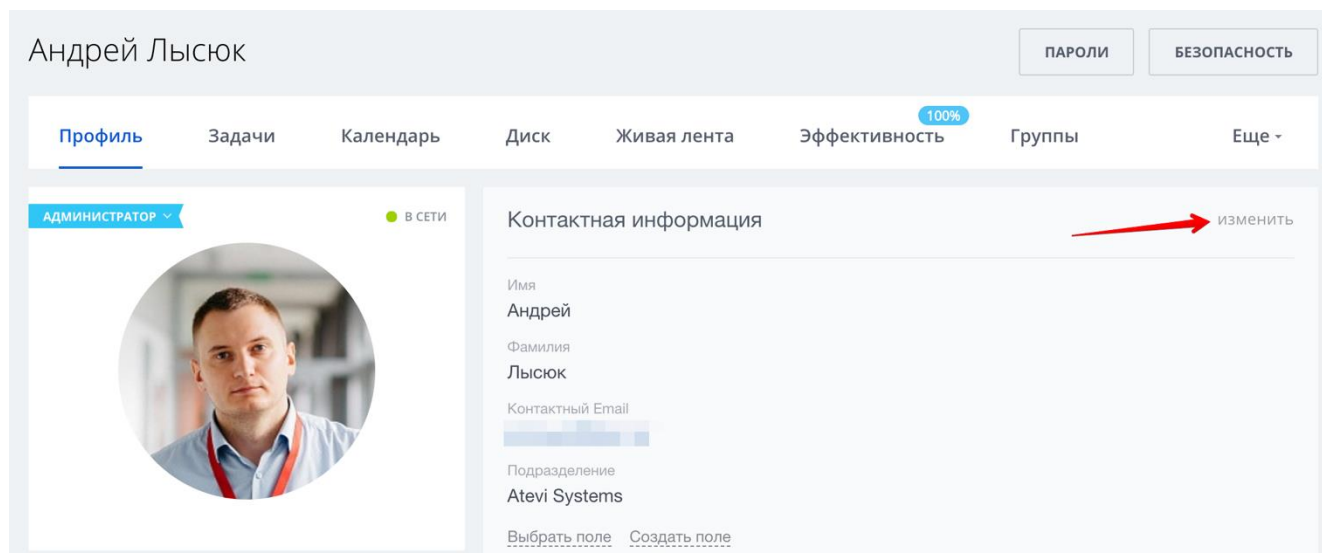 Андрей Лысюк
ПАРОЛИ
БЕЗОПАСНОСТЬ
100%
Профиль Задачи Календарь Диск Живая лента Эффективность Группы Еще
АДМИНИСТРАТОР
В СЕТИ
Контактная информация
изменить
Имя
Андрей
Фамилия
Лысюк
Контактный Email
Подразделение
Atevi Systems
Выбрать поле Создать поле